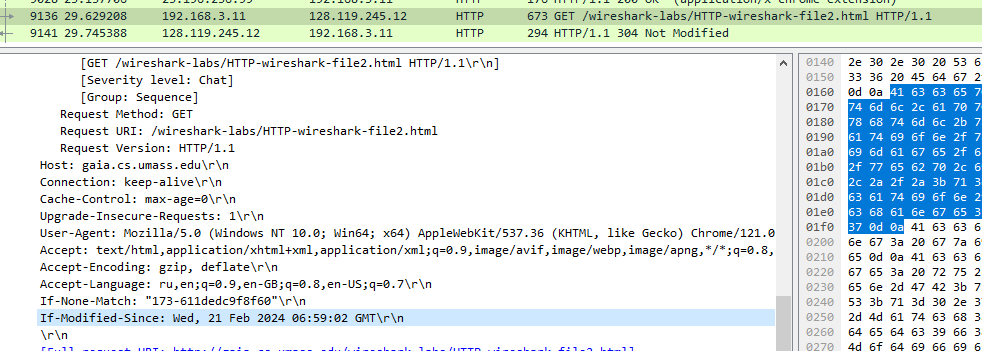 9136 29.629208 192.168.3.11 128.119.245.12 HTTP 673 GET /wireshark-labs/HTTP-wireshark-file2.html HTTP/1.1
9141 29.745388 128.119.245.12 192.168.3.11 HTTP 294 HTTP/1.1 304 Not Modified
[GET /wireshark-labs/HTTP-wireshark-file2.html HTTP/1.1\r\n]
[Severity level: Chat]
[Group: Sequence]
Request Method: GET
Request URI: /wireshark-labs/HTTP-wireshark-file2.html
Request Version: HTTP/1.1
Host: gaia.cs.umass.edu\r\n
Connection: keep-alive\r\n
Cache-Control: max-age=0\r\n
Upgrade-Insecure-Requests: 1\r\n
User-Agent: Mozilla/5.0 (Windows NT 10.0; Win64; x64) AppleWebKit/537.36 (KHTML, like Gecko) Chrome/121.0
Accept: text/html,application/xhtml+xml,application/xml;q=0.9,image/avif,image/webp,image/apng,*/*;q=0.8,
Accept-Encoding: gzip, deflate\r\n
Accept-Language: ru,en;q=0.9,en-GB;q=0.8,en-US;q=0.7\r\n
If-None-Match: "173-611dedc9f8f60"\r\n
If-Modified-Since: Wed, 21 Feb 2024 06:59:02 GMT\r\n
\r\n
0140 2e 30 2e 30 20 53 6
0150 33 36 20 45 64 67 2
0160 0d 0a 41 63 63 65 70
0170 74 6d 6c 2c 61 70 70
0180 78 68 74 6d 6c 2b 7
0190 61 74 69 6f 6e 2f 7
01a0 69 6d 61 67 65 2f 6
01b0 2f 77 65 62 70 2c 6
01c0 2c 2a 2f 2a 3b 71 3
01d0 63 61 74 69 6f 6e 2
01e0 63 68 61 6e 67 65 3
01f0 37 0d 0a 41 63 63 6
0200 6e 67 3a 20 67 7a 6
0210 65 0d 0a 41 63 63 6
0220 67 65 3a 20 72 75 2
0230 65 6e 2d 47 42 3b 7
0240 53 3b 71 3d 30 2e 3
0250 2d 4d 61 74 63 68 3
0260 64 65 64 63 39 66 3
0270 4d 6f 64 69 66 69 6